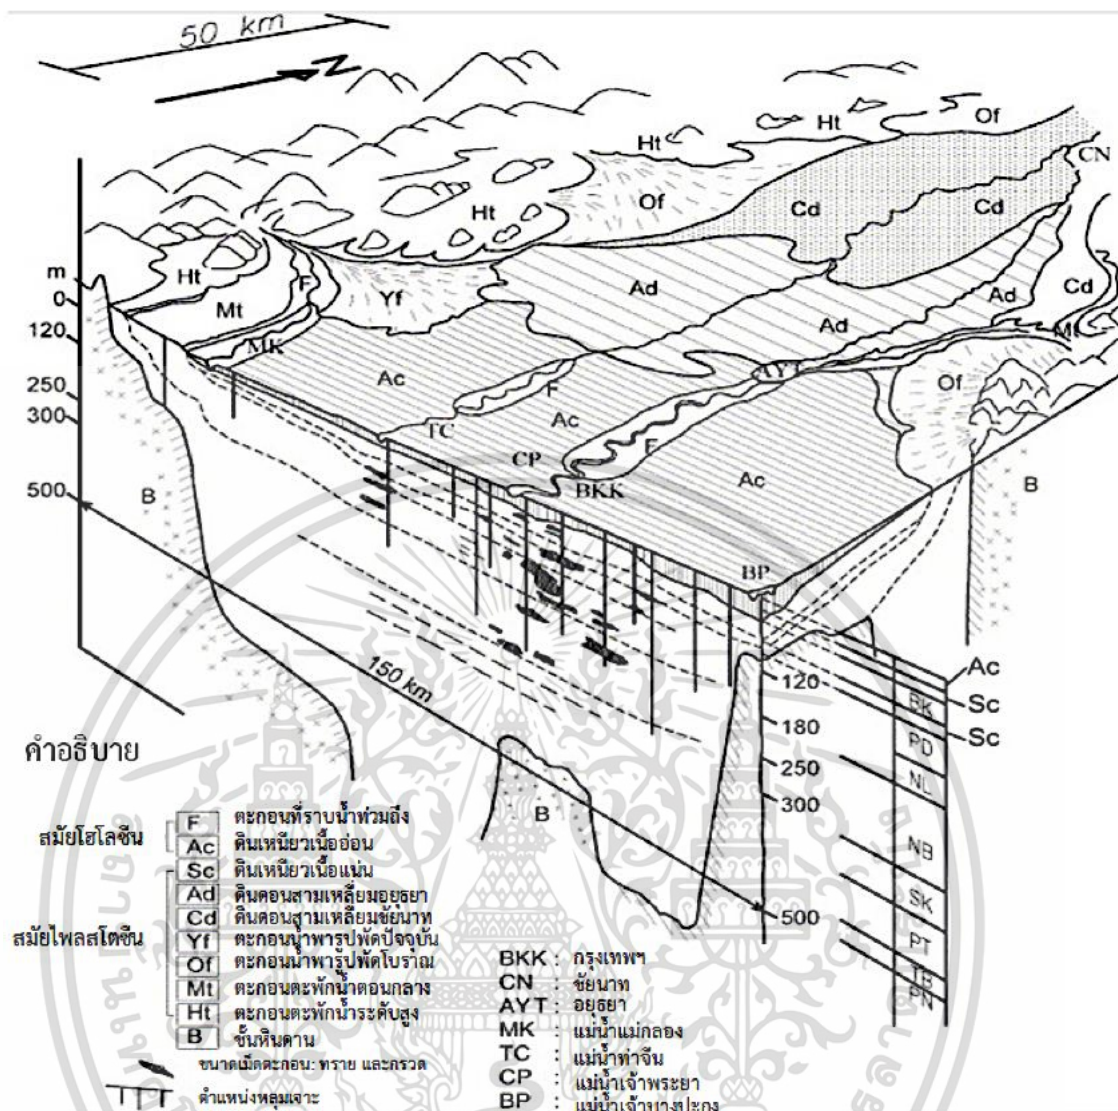 50 km
N
Ht
Of
Ht
CN
Of
Cd
Cd
Ht
Ht
F
Ad
Ad
Cd
Mt
Yf
Ad
Mt
MK
Ac
F
AYT
Of
TC
Ac
CP
F
BKK
Ac
BP
B
B
m
0
120
250
300
500
150 km
B
120
180
250
300
500
Ac
Sc
BK
Sc
PD
NL
NB
SK
PT
TB
PN
คำอธิบาย
สมัยโฮโลซีน
F ตะกอนที่ราบน้ำท่วมถึง
Ac ดินเหนียวเนื้ออ่อน
Sc ดินเหนียวเนื้อแน่น
Ad ดินดอนสามเหลี่ยมอยุธยา
Cd ดินดอนสามเหลี่ยมชัยนาท
สมัยไพลสโตซีน
Yf ตะกอนน้ำพารูปพัดปัจจุบัน
Of ตะกอนน้ำพารูปพัดโบราณ
Mt ตะกอนตะพักน้ำตอนกลาง
Ht ตะกอนตะพักน้ำระดับสูง
B ชั้นหินดาน
ขนาดเม็ดตะกอน: ทราย และกรวด
ตำแหน่งหลุมเจาะ
BKK : กรุงเทพฯ
CN : ชัยนาท
AYT : อยุธยา
MK : แม่น้ำแม่กลอง
TC : แม่น้ำท่าจีน
CP : แม่น้ำเจ้าพระยา
BP : แม่น้ำเจ้าบางปะกง